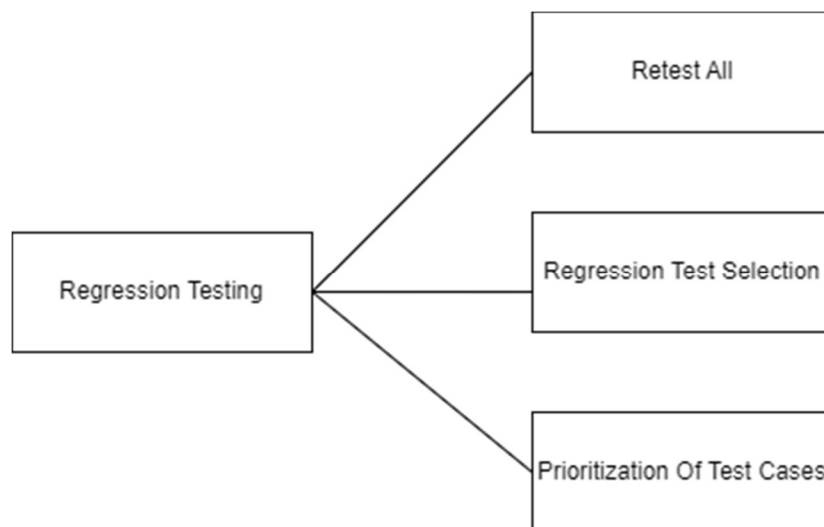 Retest All
Regression Testing
Regression Test Selection
Prioritization Of Test Cases